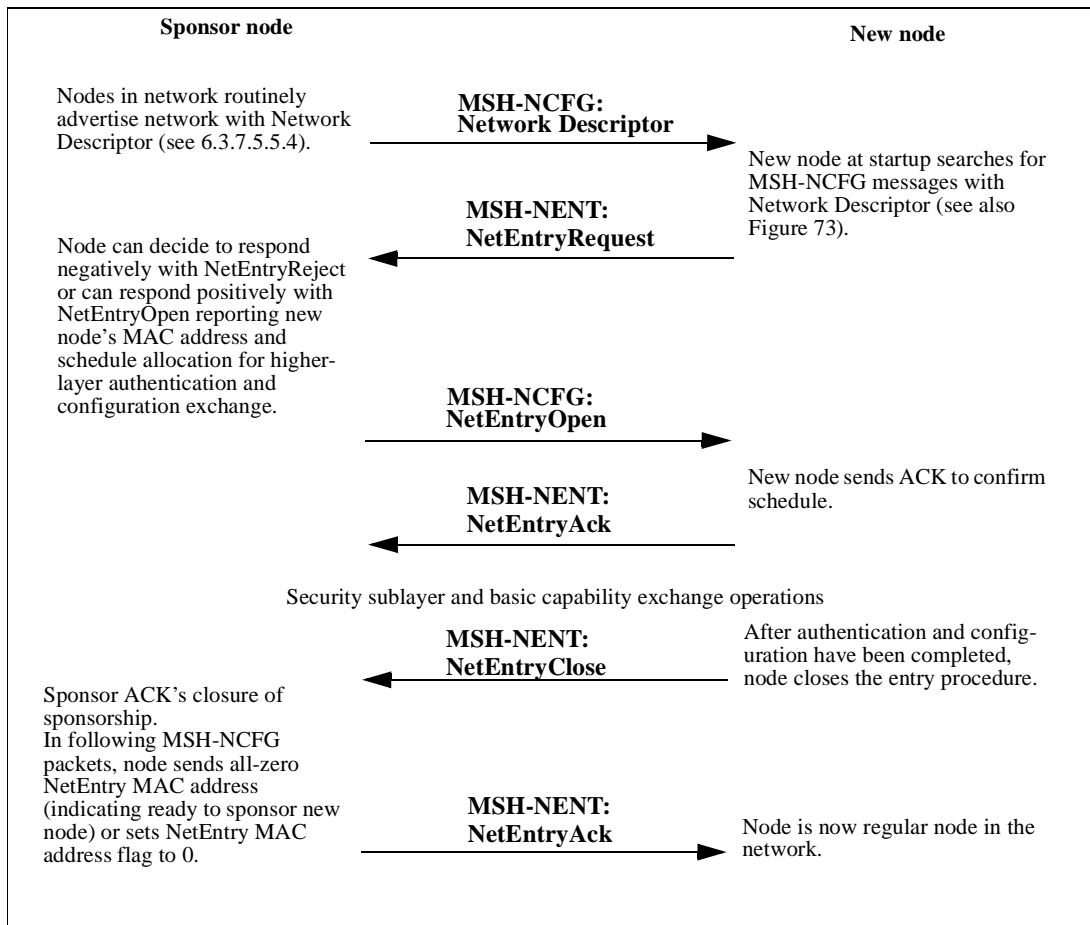 Sponsor node
New node
Nodes in network routinely
advertise network with Network
Descriptor (see 6.3.7.5.5.4).
MSH-NCFG:
Network Descriptor
New node at startup searches for
MSH-NCFG messages with
Network Descriptor (see also
Figure 73).
MSH-NENT:
NetEntryRequest
Node can decide to respond
negatively with NetEntryReject
or can respond positively with
NetEntryOpen reporting new
node’s MAC address and
schedule allocation for higher-
layer authentication and
configuration exchange.
MSH-NCFG:
NetEntryOpen
New node sends ACK to confirm
schedule.
MSH-NENT:
NetEntryAck
Security sublayer and basic capability exchange operations
After authentication and config-
uration have been completed,
node closes the entry procedure.
MSH-NENT:
NetEntryClose
Sponsor ACK’s closure of
sponsorship.
In following MSH-NCFG
packets, node sends all-zero
NetEntry MAC address
(indicating ready to sponsor new
node) or sets NetEntry MAC
address flag to 0.
MSH-NENT:
NetEntryAck
Node is now regular node in the
network.